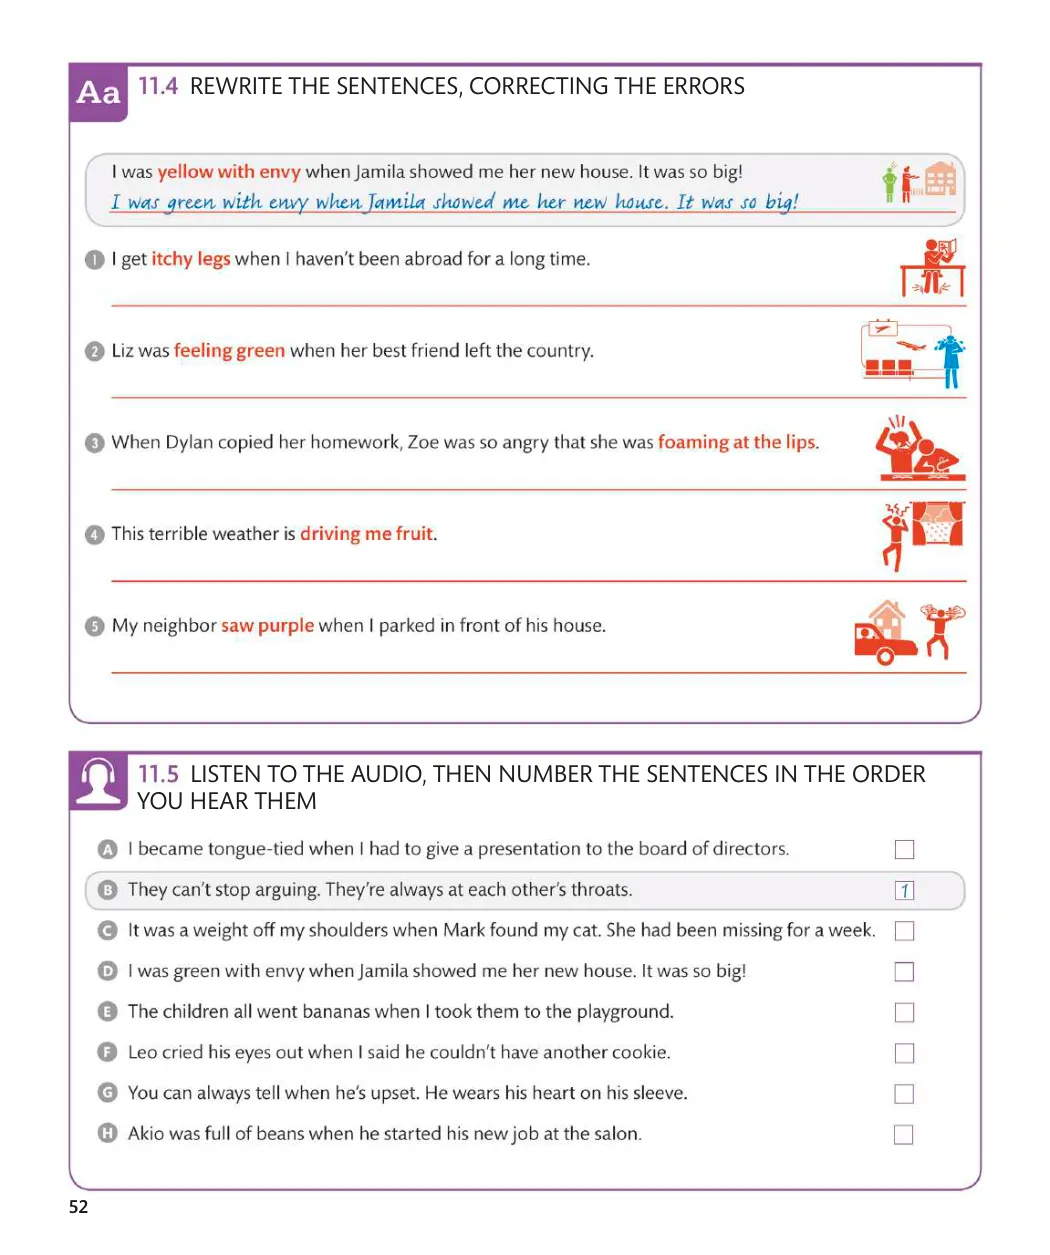 Aa 11.4 REWRITE THE SENTENCES, CORRECTING THE ERRORS
I was yellow with envy when Jamila showed me her new house. It was so big!
I was green with envy when Jamila showed me her new house. It was so big!
1 I get itchy legs when I haven't been abroad for a long time.
2 Liz was feeling green when her best friend left the country.
3 When Dylan copied her homework, Zoe was so angry that she was foaming at the lips.
4 This terrible weather is driving me fruit.
5 My neighbor saw purple when I parked in front of his house.
11.5 LISTEN TO THE AUDIO, THEN NUMBER THE SENTENCES IN THE ORDER
YOU HEAR THEM
A I became tongue-tied when I had to give a presentation to the board of directors.
B They can't stop arguing. They're always at each other's throats. 1
C It was a weight off my shoulders when Mark found my cat. She had been missing for a week.
D I was green with envy when Jamila showed me her new house. It was so big!
E The children all went bananas when I took them to the playground.
F Leo cried his eyes out when I said he couldn't have another cookie.
G You can always tell when he's upset. He wears his heart on his sleeve.
H Akio was full of beans when he started his new job at the salon.
52